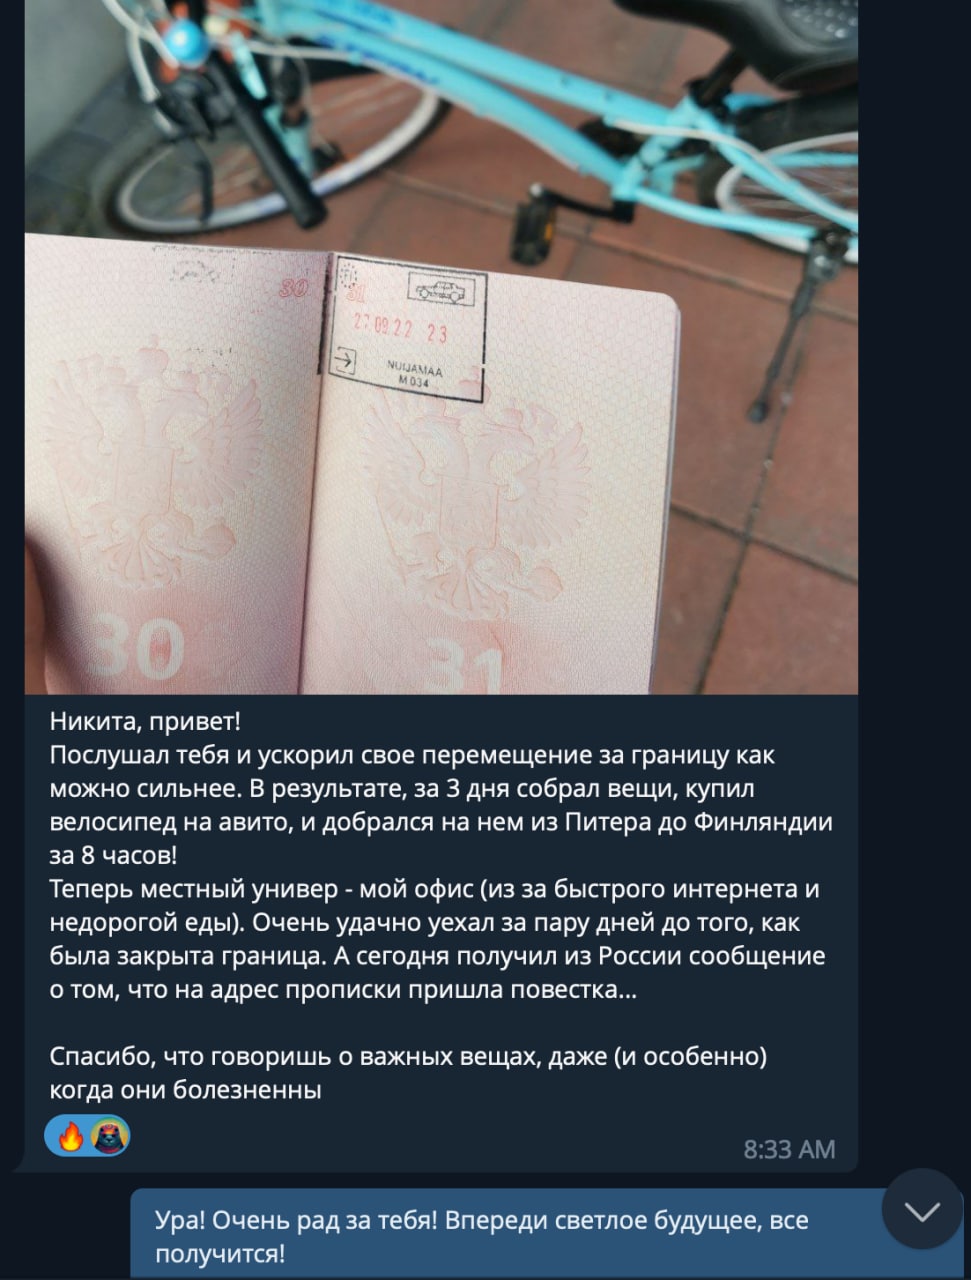 30
31
FI
27.09.22 23
NUIJAMAA
M 034
30
31
Никита, привет!
Послушал тебя и ускорил свое перемещение за границу как
можно сильнее. В результате, за 3 дня собрал вещи, купил
велосипед на авито, и добрался на нем из Питера до Финляндии
за 8 часов!
Теперь местный универ - мой офис (из за быстрого интернета и
недорогой еды). Очень удачно уехал за пару дней до того, как
была закрыта граница. А сегодня получил из России сообщение
о том, что на адрес прописки пришла повестка...
Спасибо, что говоришь о важных вещах, даже (и особенно)
когда они болезненны
8:33 AM
Ура! Очень рад за тебя! Впереди светлое будущее, все
получится!